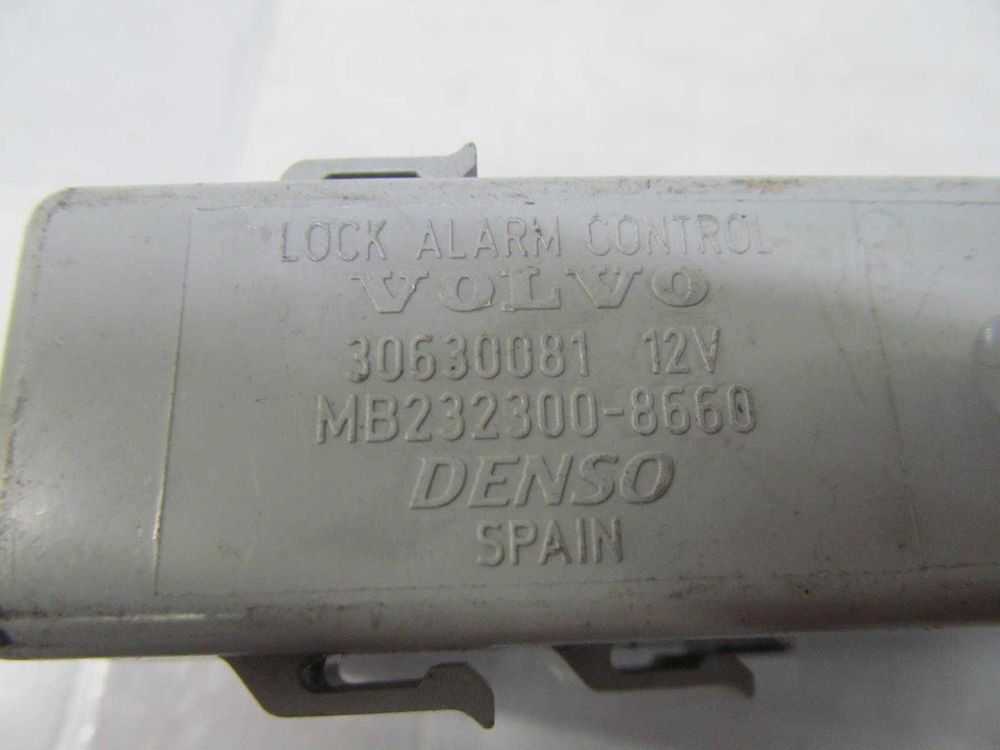 LOCK ALARM CONTROL
VOLVO
30630081 12V
MB232300-8660
DENSO
SPAIN